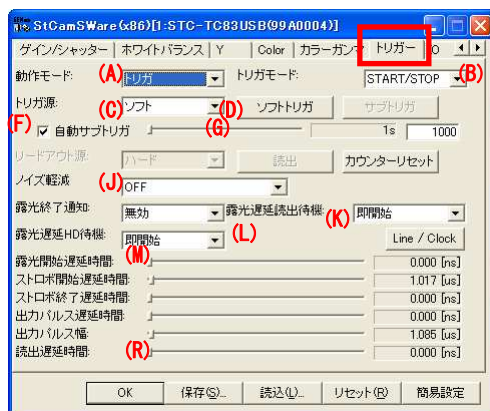 StCamSWare(x86)[1:STC-TC83USB(99A0004)]
ゲイン/シャッター ホワイトバランス Y Color カラーガンマ トリガー IO
動作モード: (A) トリガ トリガモード: START/STOP (B)
トリガ源: (C) ソフト (D) ソフトトリガ サブトリガ
(F) 自動サブトリガ (G) 1s 1000
リードアウト源: ハード 読出 カウンターリセット
ノイズ軽減 (J) OFF
露光終了通知: 無効 露光遅延読出待機: (K) 即開始
露光遅延HD待機: 即開始 (L) Line / Clock
露光開始遅延時間: (M) 0.000 [ns]
ストロボ開始遅延時間: 1.017 [us]
ストロボ終了遅延時間: 0.000 [ns]
出力パルス遅延時間: 0.000 [ns]
出力パルス幅: 1.085 [us]
読出遅延時間: (R) 0.000 [ns]
OK 保存(S)... 読込(L)... リセット(R) 簡易設定